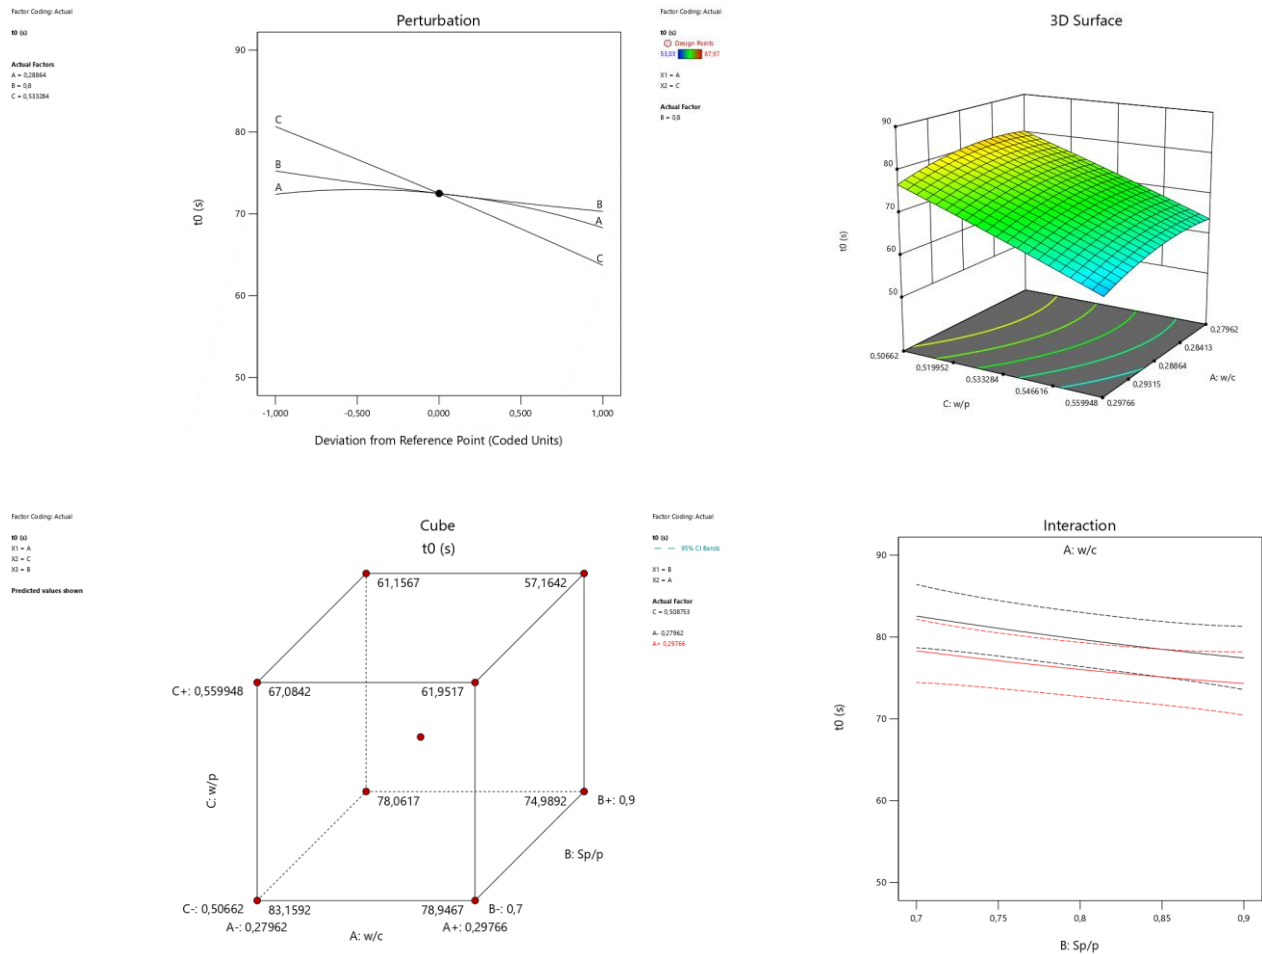 Factor Coding: Actual
t0 (s)
Actual Factors
A = 0,28864
B = 0,8
C = 0,533284
Perturbation
90
80
70
60
50
C
B
A
B
A
C
t0 (s)
-1,000
-0,500
0,000
0,500
1,000
Deviation from Reference Point (Coded Units)
Factor Coding: Actual
t0 (s)
Design Points
53,03
87,97
X1 = A
X2 = C
Actual Factor
B = 0,8
3D Surface
90
80
70
60
50
t0 (s)
0,50662
0,519952
0,533284
0,546616
0,559948
C: w/p
0,27962
0,28413
0,28864
0,29315
0,29766
A: w/c
Factor Coding: Actual
t0 (s)
X1 = A
X2 = C
X3 = B
Predicted values shown
Cube
t0 (s)
61,1567
57,1642
C+: 0,559948
67,0842
61,9517
C: w/p
78,0617
74,9892
B+: 0,9
B: Sp/p
C-: 0,50662
83,1592
78,9467
B-: 0,7
A-: 0,27962
A+: 0,29766
A: w/c
Factor Coding: Actual
t0 (s)
95% CI Bands
X1 = B
X2 = A
Actual Factor
C = 0,508753
A- 0,27962
A+ 0,29766
Interaction
A: w/c
90
80
70
60
50
t0 (s)
0,7
0,75
0,8
0,85
0,9
B: Sp/p